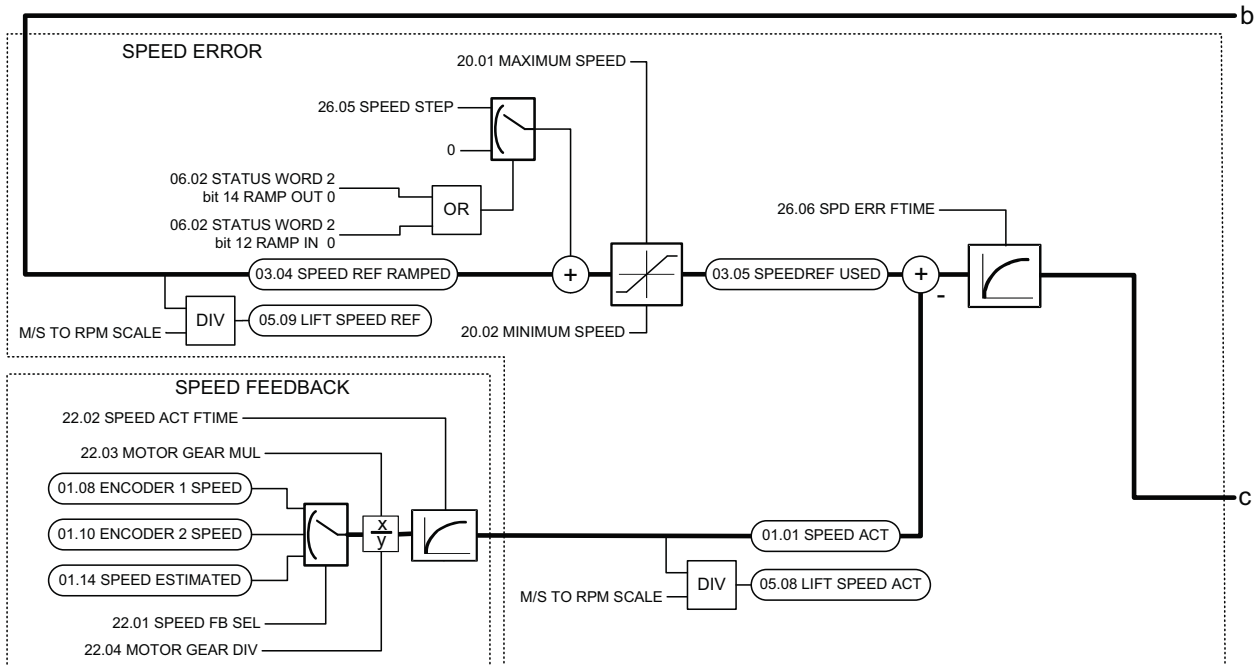 b
SPEED ERROR
20.01 MAXIMUM SPEED
26.05 SPEED STEP
0
06.02 STATUS WORD 2
bit 14 RAMP OUT 0
OR
06.02 STATUS WORD 2
bit 12 RAMP IN  0
26.06 SPD ERR FTIME
03.04 SPEED REF RAMPED
+
03.05 SPEEDREF USED
+
-
DIV
05.09 LIFT SPEED REF
M/S TO RPM SCALE
20.02 MINIMUM SPEED
SPEED FEEDBACK
22.02 SPEED ACT FTIME
22.03 MOTOR GEAR MUL
01.08 ENCODER 1 SPEED
c
x
y
01.10 ENCODER 2 SPEED
01.01 SPEED ACT
01.14 SPEED ESTIMATED
DIV
05.08 LIFT SPEED ACT
M/S TO RPM SCALE
22.01 SPEED FB SEL
22.04 MOTOR GEAR DIV